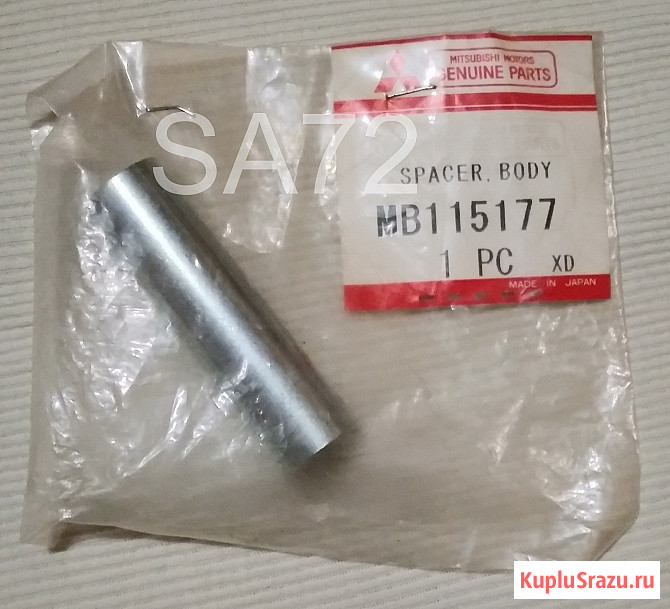 MITSUBISHI MOTORS
GENUINE PARTS
SA72
SPACER, BODY
MB115177
1 PC XD
MADE IN JAPAN
KupluSrazu.ru